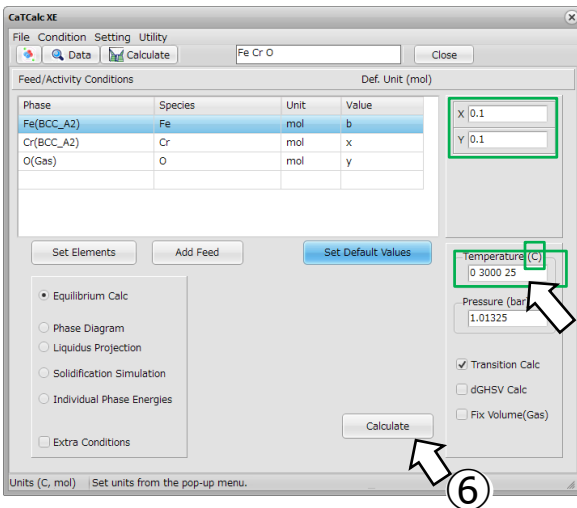 CaTCalc XE
File Condition Setting Utility
Data Calculate Fe Cr O Close
Feed/Activity Conditions Def. Unit (mol)
Phase Species Unit Value
Fe(BCC_A2) Fe mol b
Cr(BCC_A2) Cr mol x
O(Gas) O mol y
X 0.1
Y 0.1
Set Elements Add Feed Set Default Values
Temperature (C)
0 3000 25
Pressure (bar)
1.01325
Equilibrium Calc
Phase Diagram
Liquidus Projection
Solidification Simulation
Individual Phase Energies
Extra Conditions
Transition Calc
dGHSV Calc
Fix Volume(Gas)
Calculate
⑥
Units (C, mol) Set units from the pop-up menu.